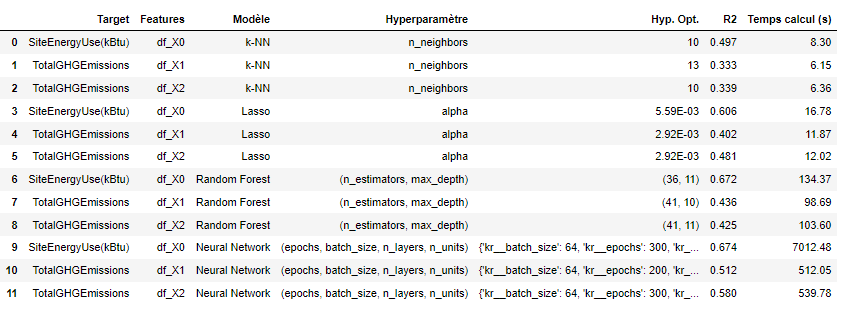 Target Features Modèle Hyperparamètre Hyp. Opt. R2 Temps calcul (s)
0 SiteEnergyUse(kBtu) df_X0 k-NN n_neighbors 10 0.497 8.30
1 TotalGHGEmissions df_X1 k-NN n_neighbors 13 0.333 6.15
2 TotalGHGEmissions df_X2 k-NN n_neighbors 10 0.339 6.36
3 SiteEnergyUse(kBtu) df_X0 Lasso alpha 5.59E-03 0.606 16.78
4 TotalGHGEmissions df_X1 Lasso alpha 2.92E-03 0.402 11.87
5 TotalGHGEmissions df_X2 Lasso alpha 2.92E-03 0.481 12.02
6 SiteEnergyUse(kBtu) df_X0 Random Forest (n_estimators, max_depth) (36, 11) 0.672 134.37
7 TotalGHGEmissions df_X1 Random Forest (n_estimators, max_depth) (41, 10) 0.436 98.69
8 TotalGHGEmissions df_X2 Random Forest (n_estimators, max_depth) (41, 11) 0.425 103.60
9 SiteEnergyUse(kBtu) df_X0 Neural Network (epochs, batch_size, n_layers, n_units) {'kr__batch_size': 64, 'kr__epochs': 300, 'kr_... 0.674 7012.48
10 TotalGHGEmissions df_X1 Neural Network (epochs, batch_size, n_layers, n_units) {'kr__batch_size': 64, 'kr__epochs': 200, 'kr_... 0.512 512.05
11 TotalGHGEmissions df_X2 Neural Network (epochs, batch_size, n_layers, n_units) {'kr__batch_size': 64, 'kr__epochs': 300, 'kr_... 0.580 539.78